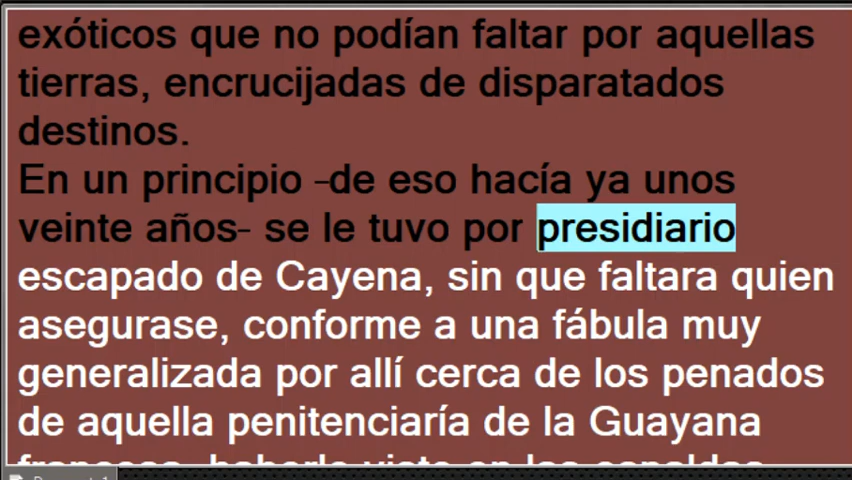 exóticos que no podían faltar por aquellas
tierras, encrucijadas de disparatados
destinos.
En un principio –de eso hacía ya unos
veinte años- se le tuvo por presidiario
escapado de Cayena, sin que faltara quien
asegurase, conforme a una fábula muy
generalizada por allí cerca de los penados
de aquella penitenciaría de la Guayana